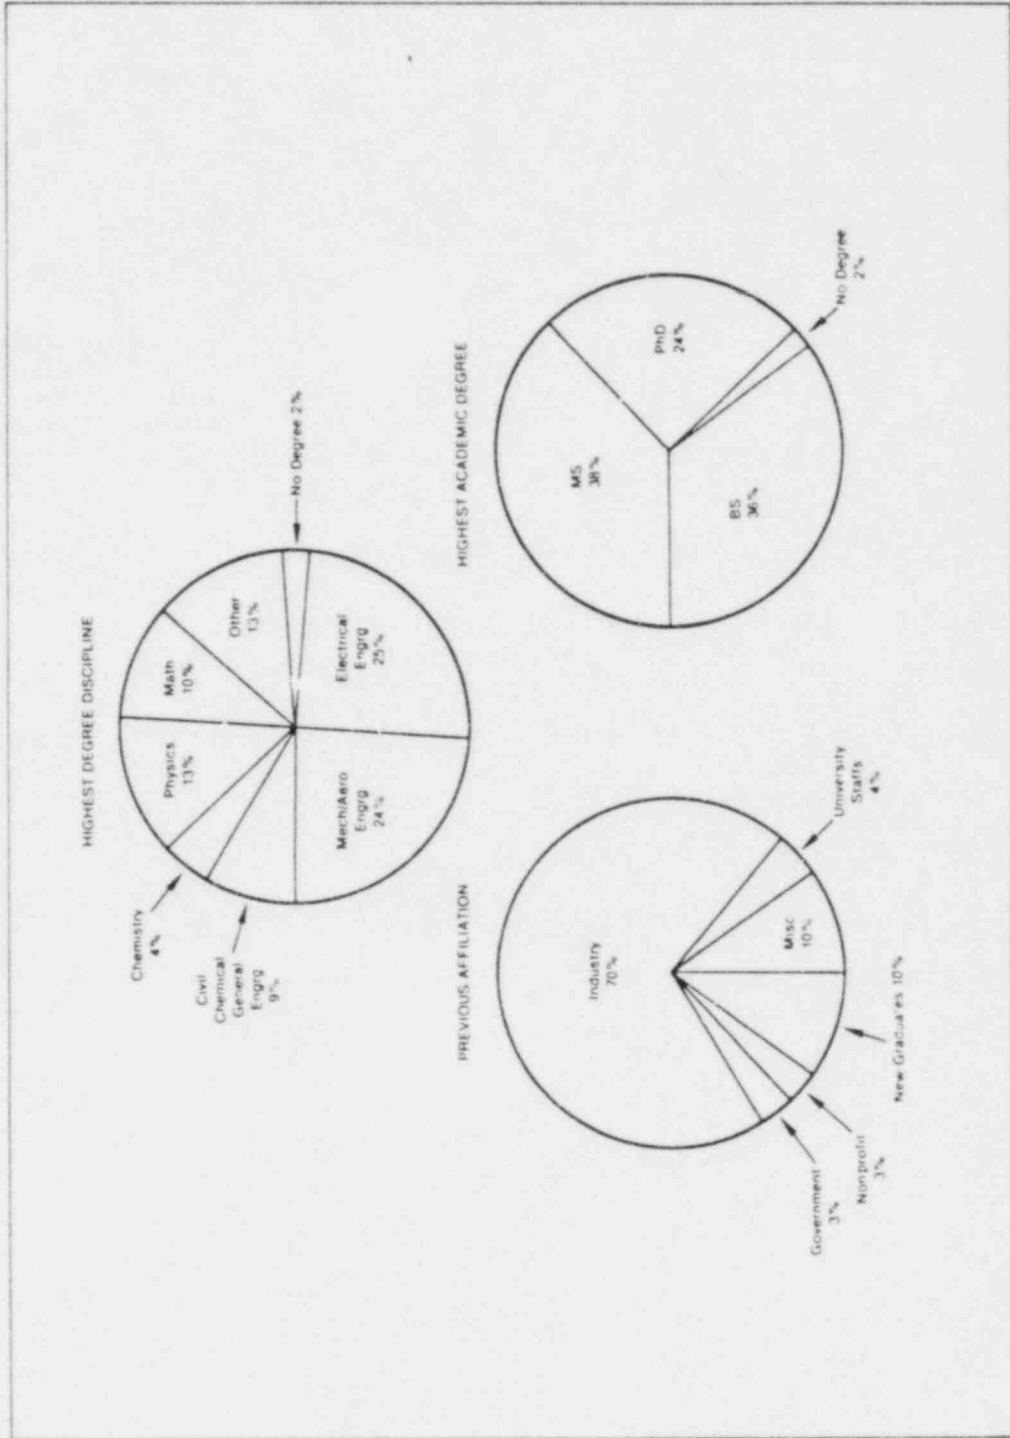 HIGHEST DEGREE DISCIPLINE
Chemistry
4%
Physics
13%
Math
10%
Other
13%
No Degree 2%
Electrical
Engrg
25%
Mech/Aero
Engrg
24%
Civil
Chemical
General
Engrg
9%
PREVIOUS AFFILIATION
Industry
70%
University
Staffs
4%
Misc
10%
New Graduates 10%
Nonprofit
3%
Government
3%
HIGHEST ACADEMIC DEGREE
MS
38%
PhD
24%
No Degree
2%
BS
36%